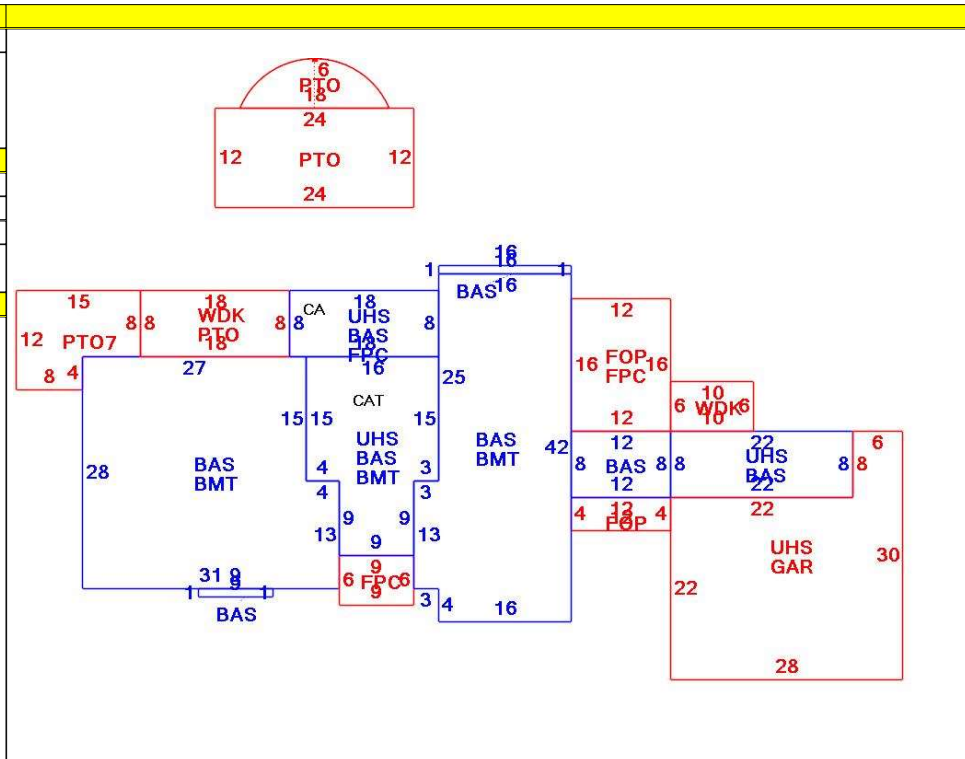 6
PTO
18
24
12 PTO 12
24
16
16
1 1
BAS 16
15 18 18
8 8 WDK 8 8 CA UHS 8
12 PTO7 PTO BAS
18 18
FPC
8 4 27 16 25
12
16 FOP 16
FPC
10
6 WDK 6
10
12
15 15 CAT 15
UHS
BAS
BMT
4 3
4 3
28 BAS
BMT
BAS
BMT
42
12 22 6
8 BAS 8 8 UHS 8 8
BAS
12 22
4 12 4 22
FOP
13 9 9 13
9
9
6 FPC 6
9
31 9
1 1
BAS
3 4 16
UHS
GAR
22 30
28